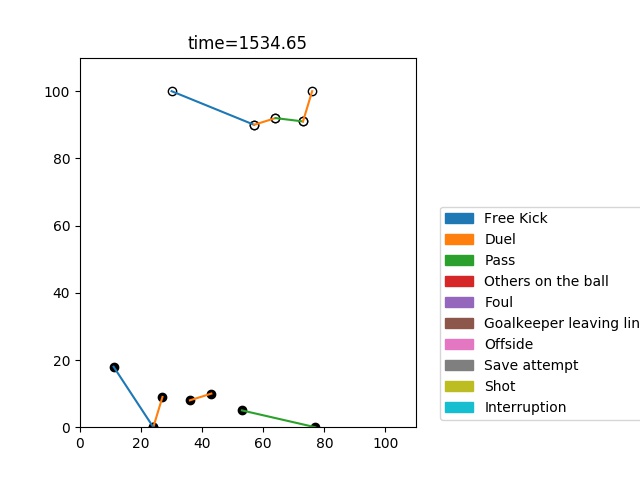 time=1534.65
100
80
60
40
20
0
0 20 40 60 80 100
Free Kick
Duel
Pass
Others on the ball
Foul
Goalkeeper leaving lin
Offside
Save attempt
Shot
Interruption